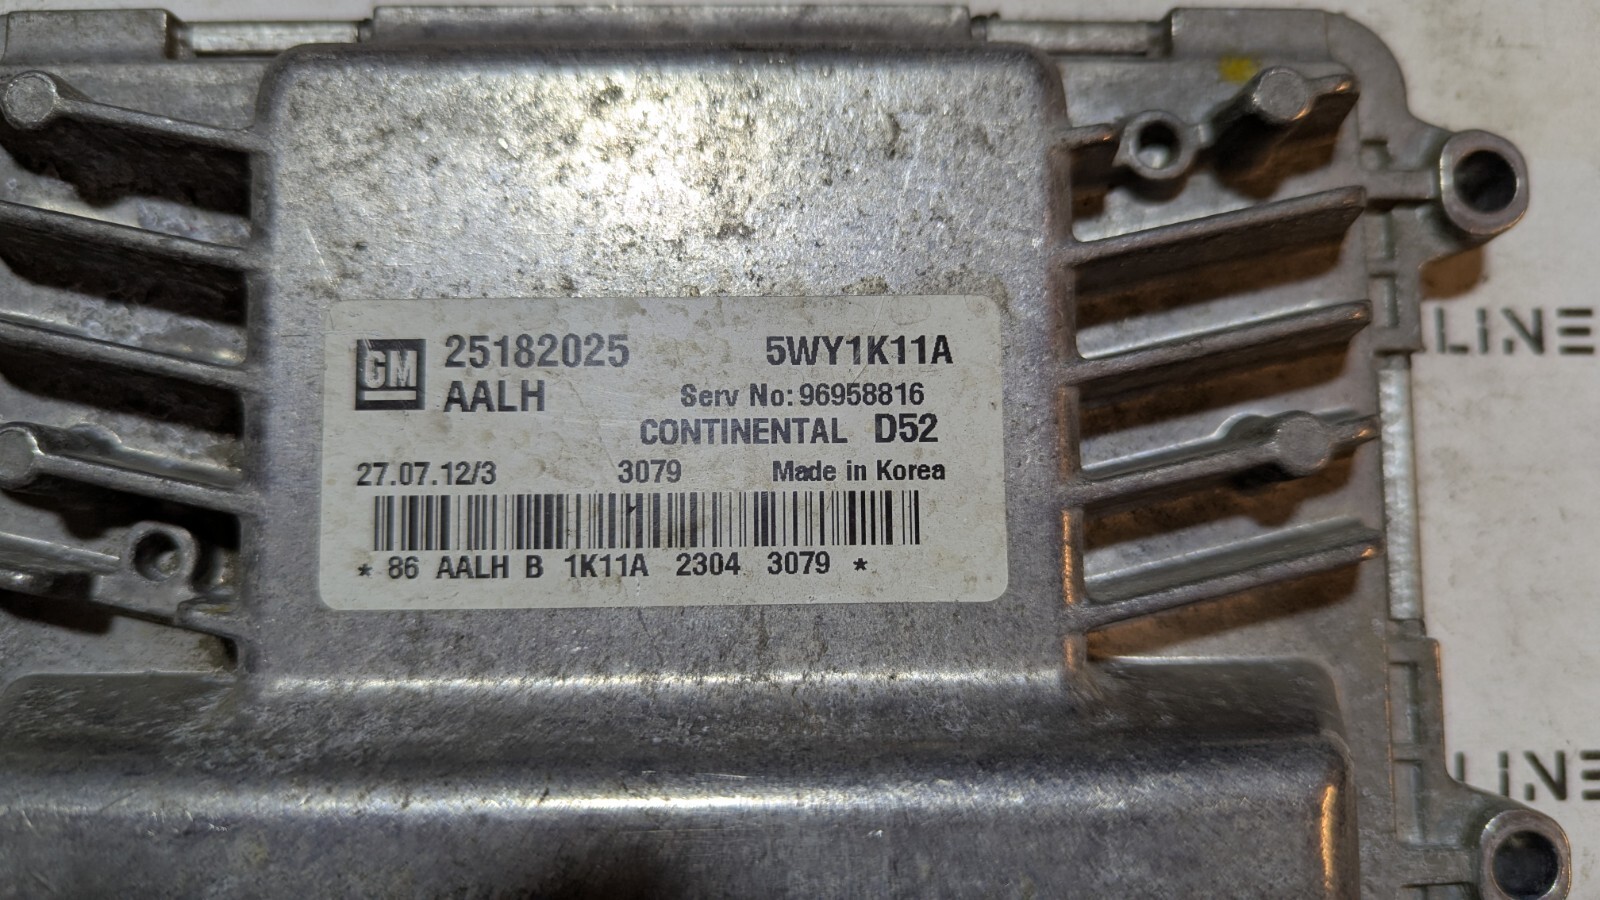 GM
25182025 5WY1K11A
AALH Serv No: 96958816
CONTINENTAL D52
27.07.12/3 3079 Made in Korea
* 86 AALH B 1K11A 2304 3079 *
LINE
LINE